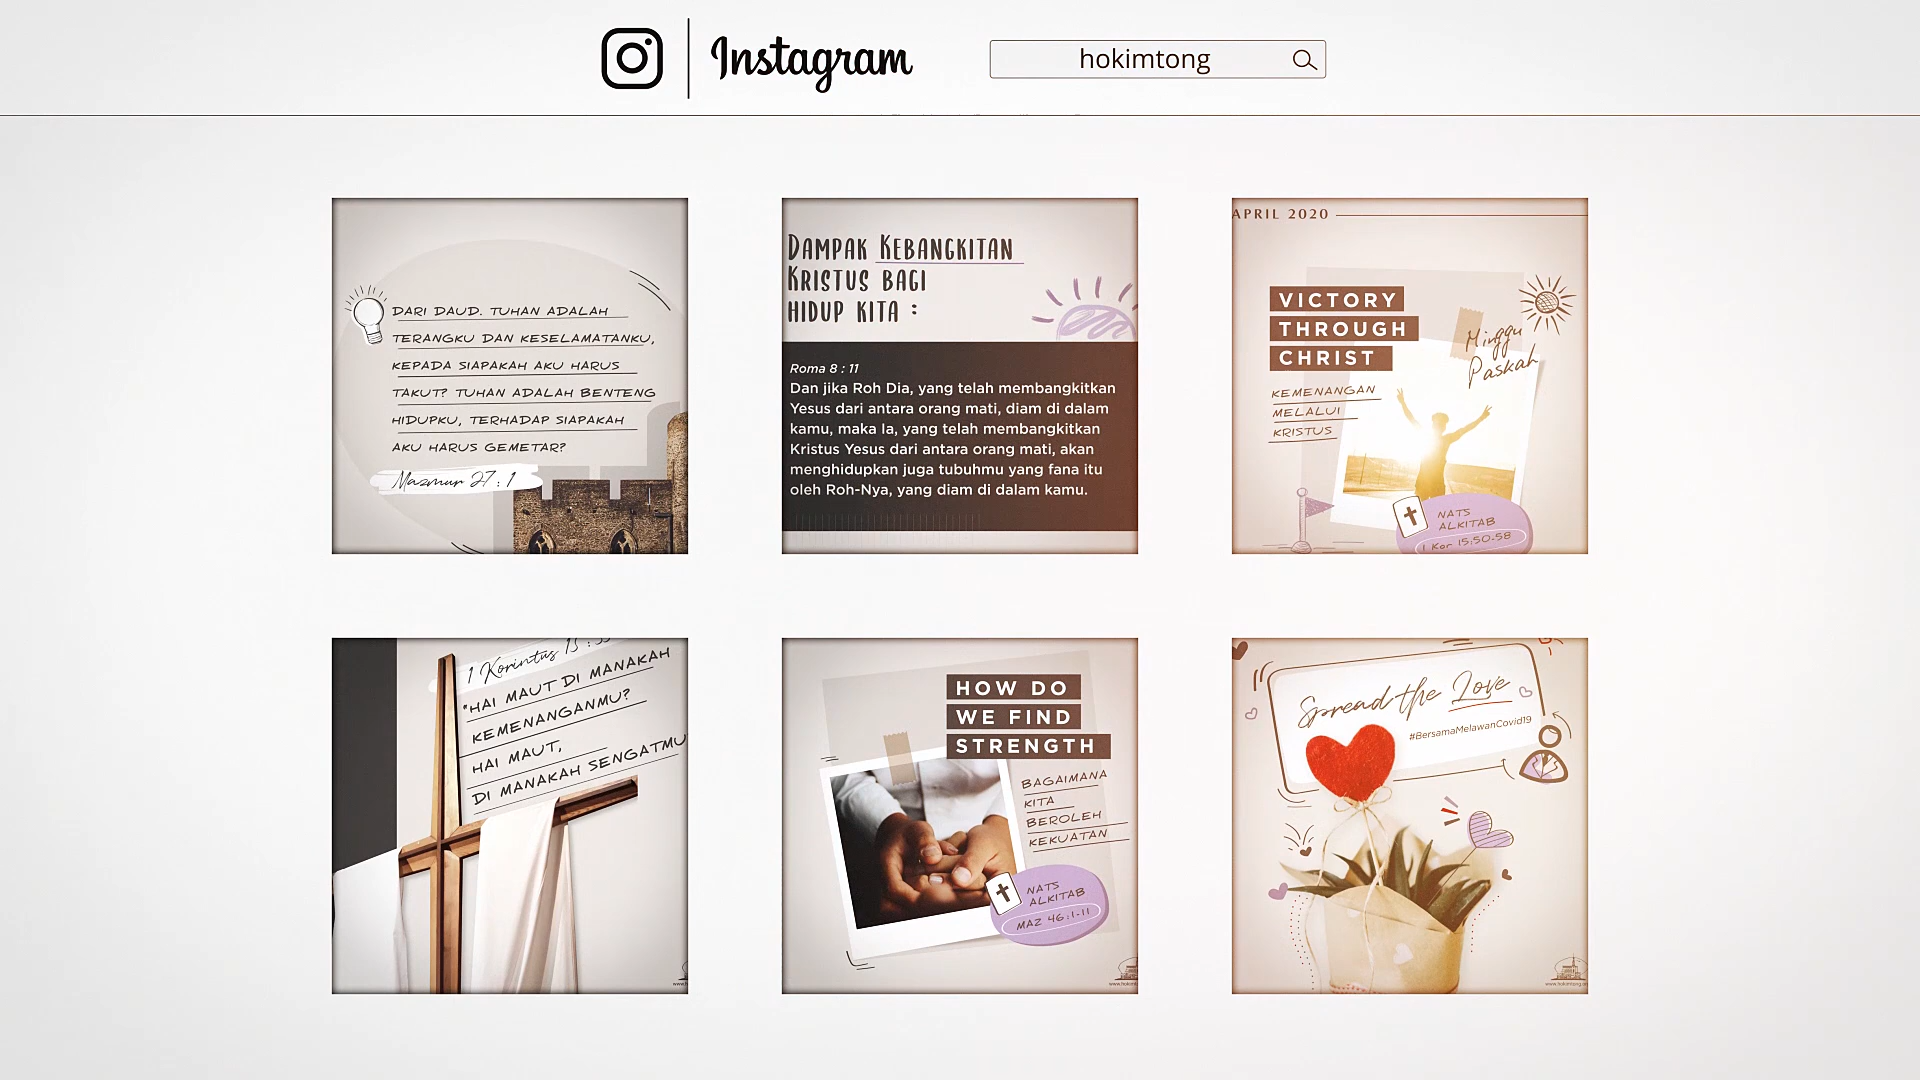 Instagram
hokimtong
DARI DAUD. TUHAN ADALAH
TERANGKU DAN KESELAMATANKU,
KEPADA SIAPAKAH AKU HARUS
TAKUT? TUHAN ADALAH BENTENG
HIDUPKU, TERHADAP SIAPAKAH
AKU HARUS GEMETAR?
Mazmur 27 : 1
DAMPAK KEBANGKITAN
KRISTUS BAGI
HIDUP KITA :
Roma 8 : 11
Dan jika Roh Dia, yang telah membangkitkan
Yesus dari antara orang mati, diam di dalam
kamu, maka Ia, yang telah membangkitkan
Kristus Yesus dari antara orang mati, akan
menghidupkan juga tubuhmu yang fana itu
oleh Roh-Nya, yang diam di dalam kamu.
APRIL 2020
VICTORY
THROUGH
CHRIST
Minggu
Paskah
KEMENANGAN
MELALUI
KRISTUS
NATS
ALKITAB
1 Kor 15:50-58
1 Korintus 15 :
"HAI MAUT DI MANAKAH
KEMENANGANMU?
HAI MAUT,
DI MANAKAH SENGATMU
HOW DO
WE FIND
STRENGTH
BAGAIMANA
KITA
BEROLEH
KEKUATAN
NATS
ALKITAB
MAZ 46:1-11
Spread the Love
#BersamaMelawanCovid19